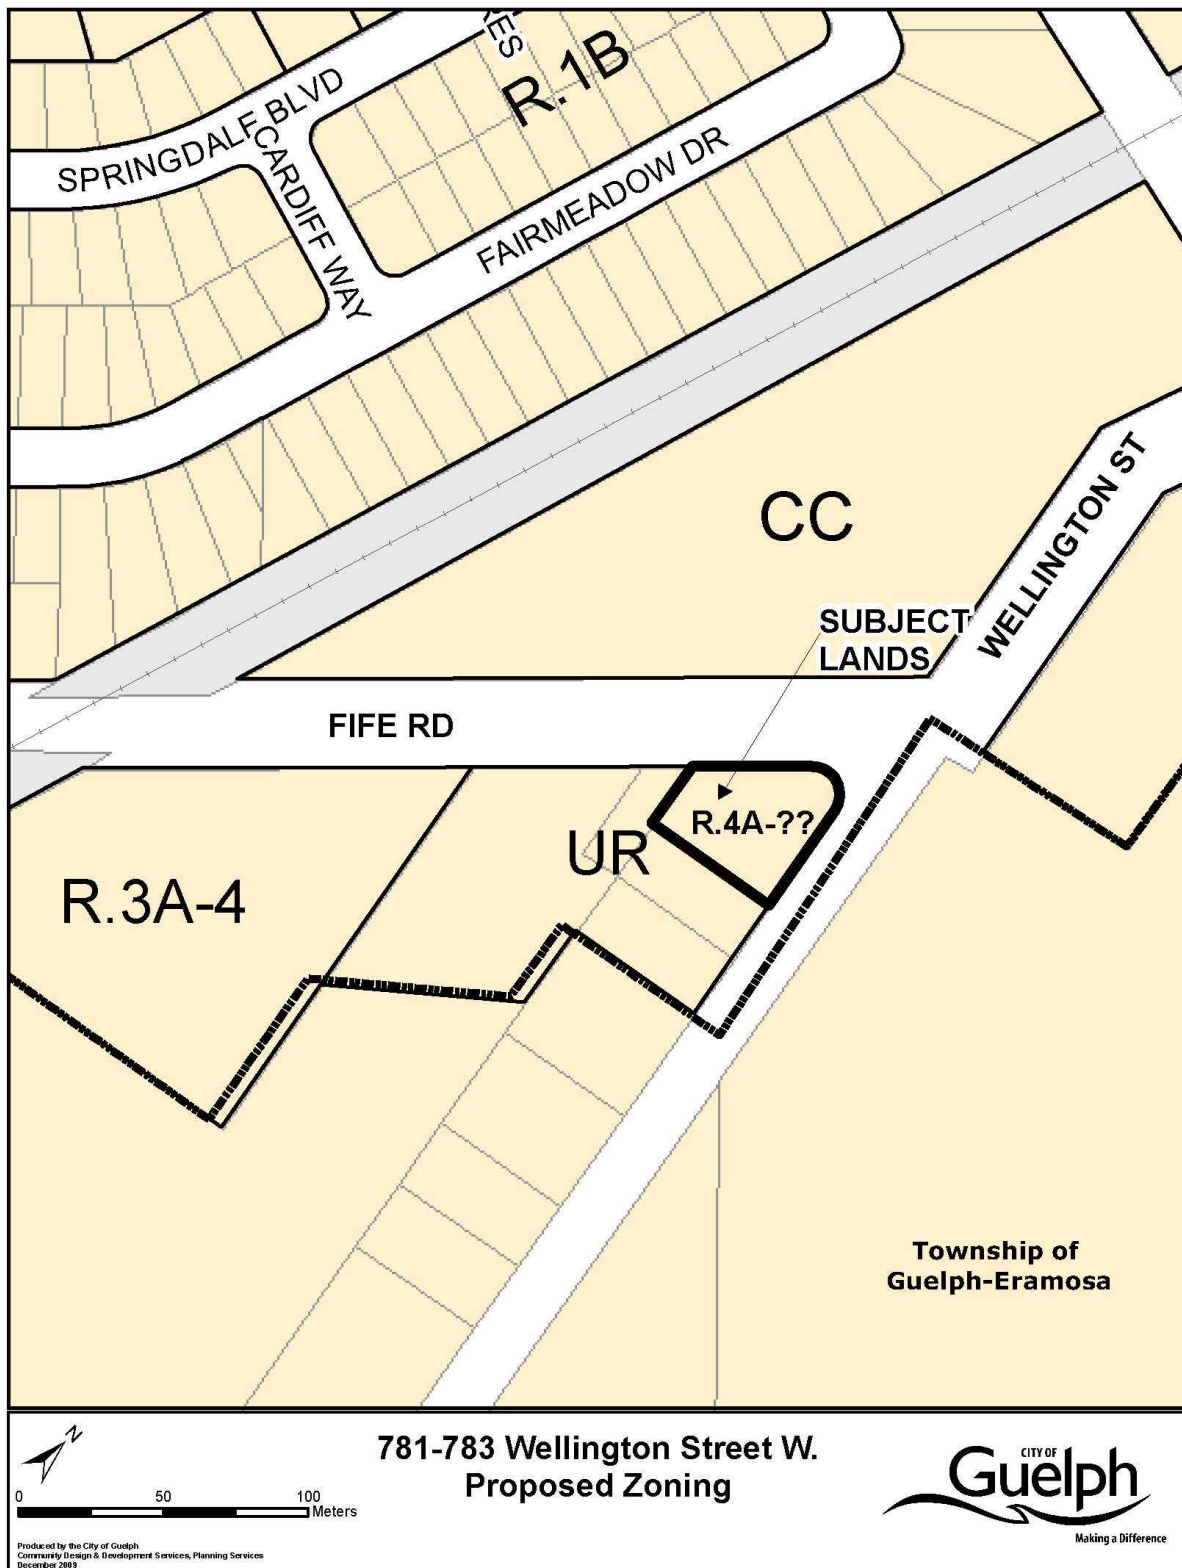 RES
R.1B
SPRINGDALE BLVD
CARDIFF WAY
FAIRMEADOW DR
CC
WELLINGTON ST
SUBJECT
LANDS
FIFE RD
R.4A-??
UR
R.3A-4
Township of
Guelph-Eramosa
N
0 50 100
Meters
781-783 Wellington Street W.
Proposed Zoning
CITY OF
Guelph
Making a Difference
Produced by the City of Guelph
Community Design & Development Services, Planning Services
December 2009